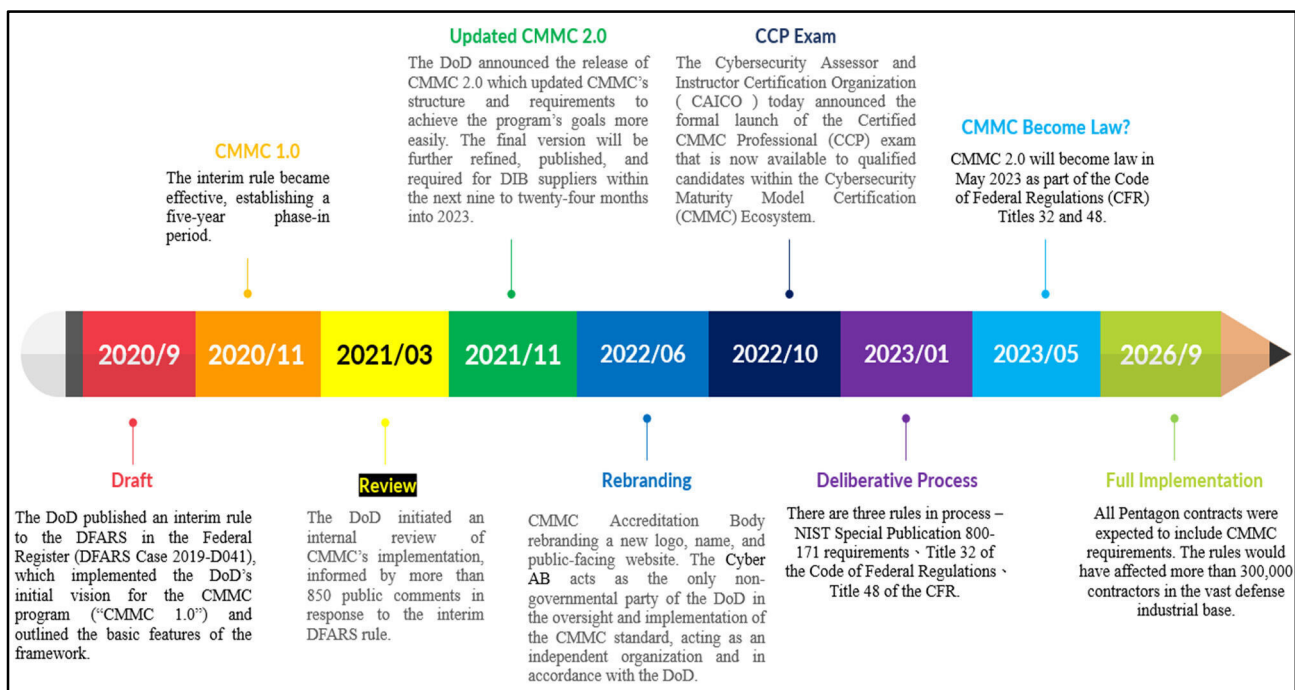 Updated CMMC 2.0
The DoD announced the release of
CMMC 2.0 which updated CMMC's
structure and requirements to
achieve the program's goals more
easily. The final version will be
further refined, published, and
required for DIB suppliers within
the next nine to twenty-four months
into 2023.
CCP Exam
The Cybersecurity Assessor and
Instructor Certification Organization
( CAICO ) today announced the
formal launch of the Certified
CMMC Professional (CCP) exam
that is now available to qualified
candidates within the Cybersecurity
Maturity Model Certification
(CMMC) Ecosystem.
CMMC 1.0
The interim rule became
effective, establishing a
five-year phase-in
period.
CMMC Become Law?
CMMC 2.0 will become law in
May 2023 as part of the Code
of Federal Regulations (CFR)
Titles 32 and 48.
2020/9
2020/11
2021/03
2021/11
2022/06
2022/10
2023/01
2023/05
2026/9
Draft
The DoD published an interim rule
to the DFARS in the Federal
Register (DFARS Case 2019-D041),
which implemented the DoD's
initial vision for the CMMC
program ("CMMC 1.0") and
outlined the basic features of the
framework.
Review
The DoD initiated an
internal review of
CMMC's implementation,
informed by more than
850 public comments in
response to the interim
DFARS rule.
Rebranding
CMMC Accreditation Body
rebranding a new logo, name, and
public-facing website. The Cyber
AB acts as the only non-
governmental party of the DoD in
the oversight and implementation
of the CMMC standard, acting as an
independent organization and in
accordance with the DoD.
Deliberative Process
There are three rules in process –
NIST Special Publication 800-
171 requirements、Title 32 of
the Code of Federal Regulations、
Title 48 of the CFR.
Full Implementation
All Pentagon contracts were
expected to include CMMC
requirements. The rules would
have affected more than 300,000
contractors in the vast defense
industrial base.